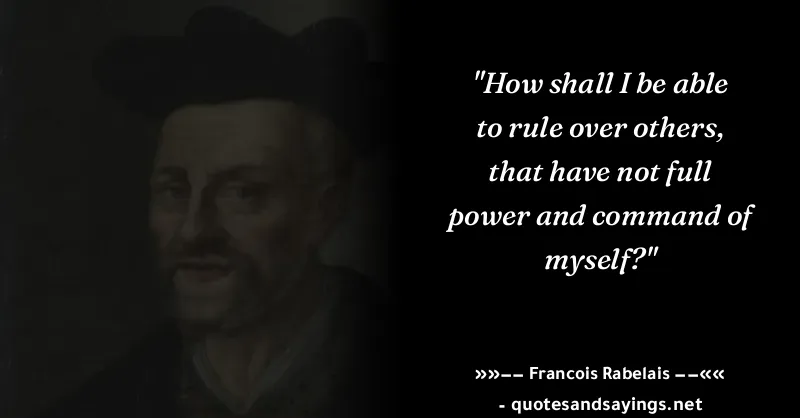 "How shall I be able
to rule over others,
that have not full
power and command of
myself?"
»»−− Francois Rabelais −−««
- quotesandsayings.net